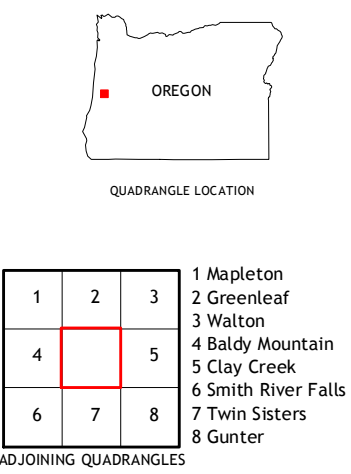 OREGON
QUADRANGLE LOCATION
1 2 3
4 5
6 7 8
1 Mapleton
2 Greenleaf
3 Walton
4 Baldy Mountain
5 Clay Creek
6 Smith River Falls
7 Twin Sisters
8 Gunter
ADJOINING QUADRANGLES